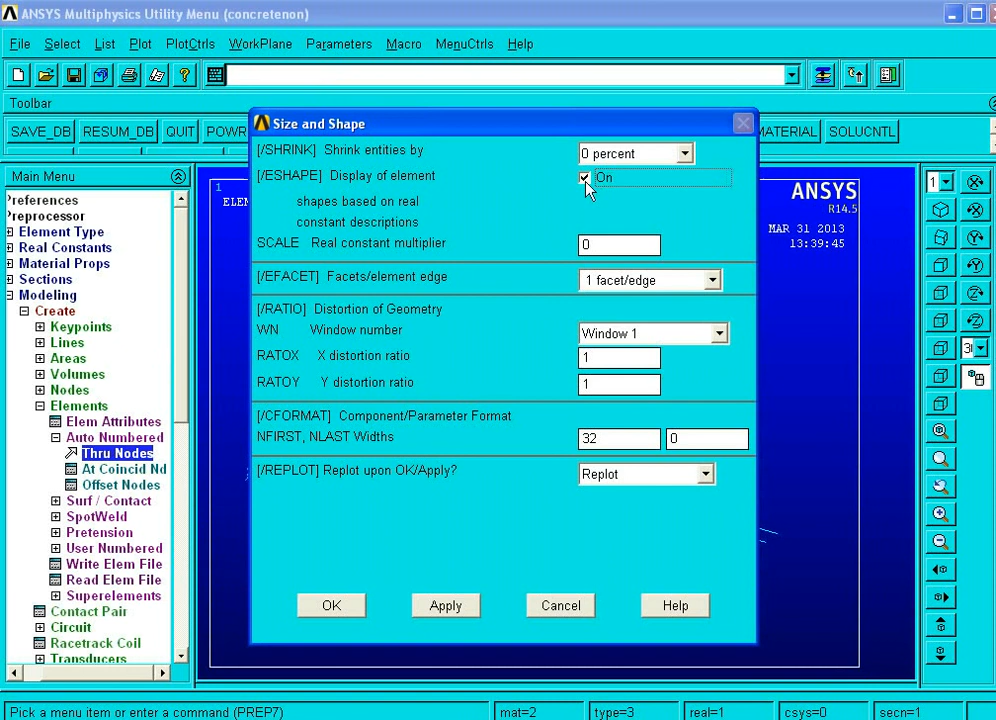 ANSYS Multiphysics Utility Menu (concretenon)
File Select List Plot PlotCtrls WorkPlane Parameters Macro MenuCtrls Help
Toolbar
SAVE_DB RESUM_DB QUIT POWR MATERIAL SOLUCNTL
Main Menu
references
reprocessor
Element Type
Real Constants
Material Props
Sections
Modeling
Create
Keypoints
Lines
Areas
Volumes
Nodes
Elements
Elem Attributes
Auto Numbered
Thru Nodes
At Coincid Nd
Offset Nodes
Surf / Contact
SpotWeld
Pretension
User Numbered
Write Elem File
Read Elem File
Superelements
Contact Pair
Circuit
Racetrack Coil
Transducers
Size and Shape
[/SHRINK] Shrink entities by 0 percent
[/ESHAPE] Display of element On
shapes based on real
constant descriptions
SCALE Real constant multiplier 0
[/EFACET] Facets/element edge 1 facet/edge
[/RATIO] Distortion of Geometry
WN Window number Window 1
RATOX X distortion ratio 1
RATOY Y distortion ratio 1
[/CFORMAT] Component/Parameter Format
NFIRST, NLAST Widths 32 0
[/REPLOT] Replot upon OK/Apply? Replot
OK Apply Cancel Help
1
ELEM
ANSYS
R14.5
MAR 31 2013
13:39:45
1
Pick a menu item or enter a command (PREP7) mat=2 type=3 real=1 csys=0 secn=1